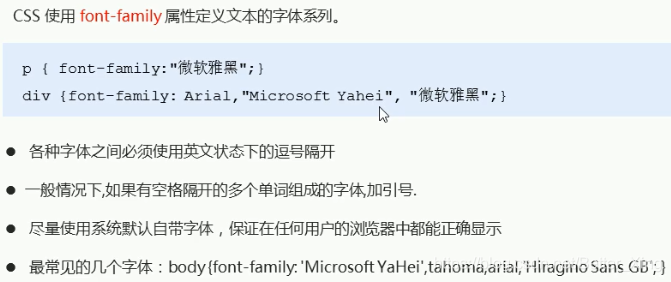 CSS 使用 font-family 属性定义文本的字体系列。
p { font-family:"微软雅黑";}
div {font-family: Arial,"Microsoft Yahei", "微软雅黑";}
● 各种字体之间必须使用英文状态下的逗号隔开
● 一般情况下,如果有空格隔开的多个单词组成的字体,加引号.
● 尽量使用系统默认自带字体，保证在任何用户的浏览器中都能正确显示
● 最常见的几个字体：body{font-family: 'Microsoft YaHei',tahoma,arial,'Hiragino Sans GB'; }